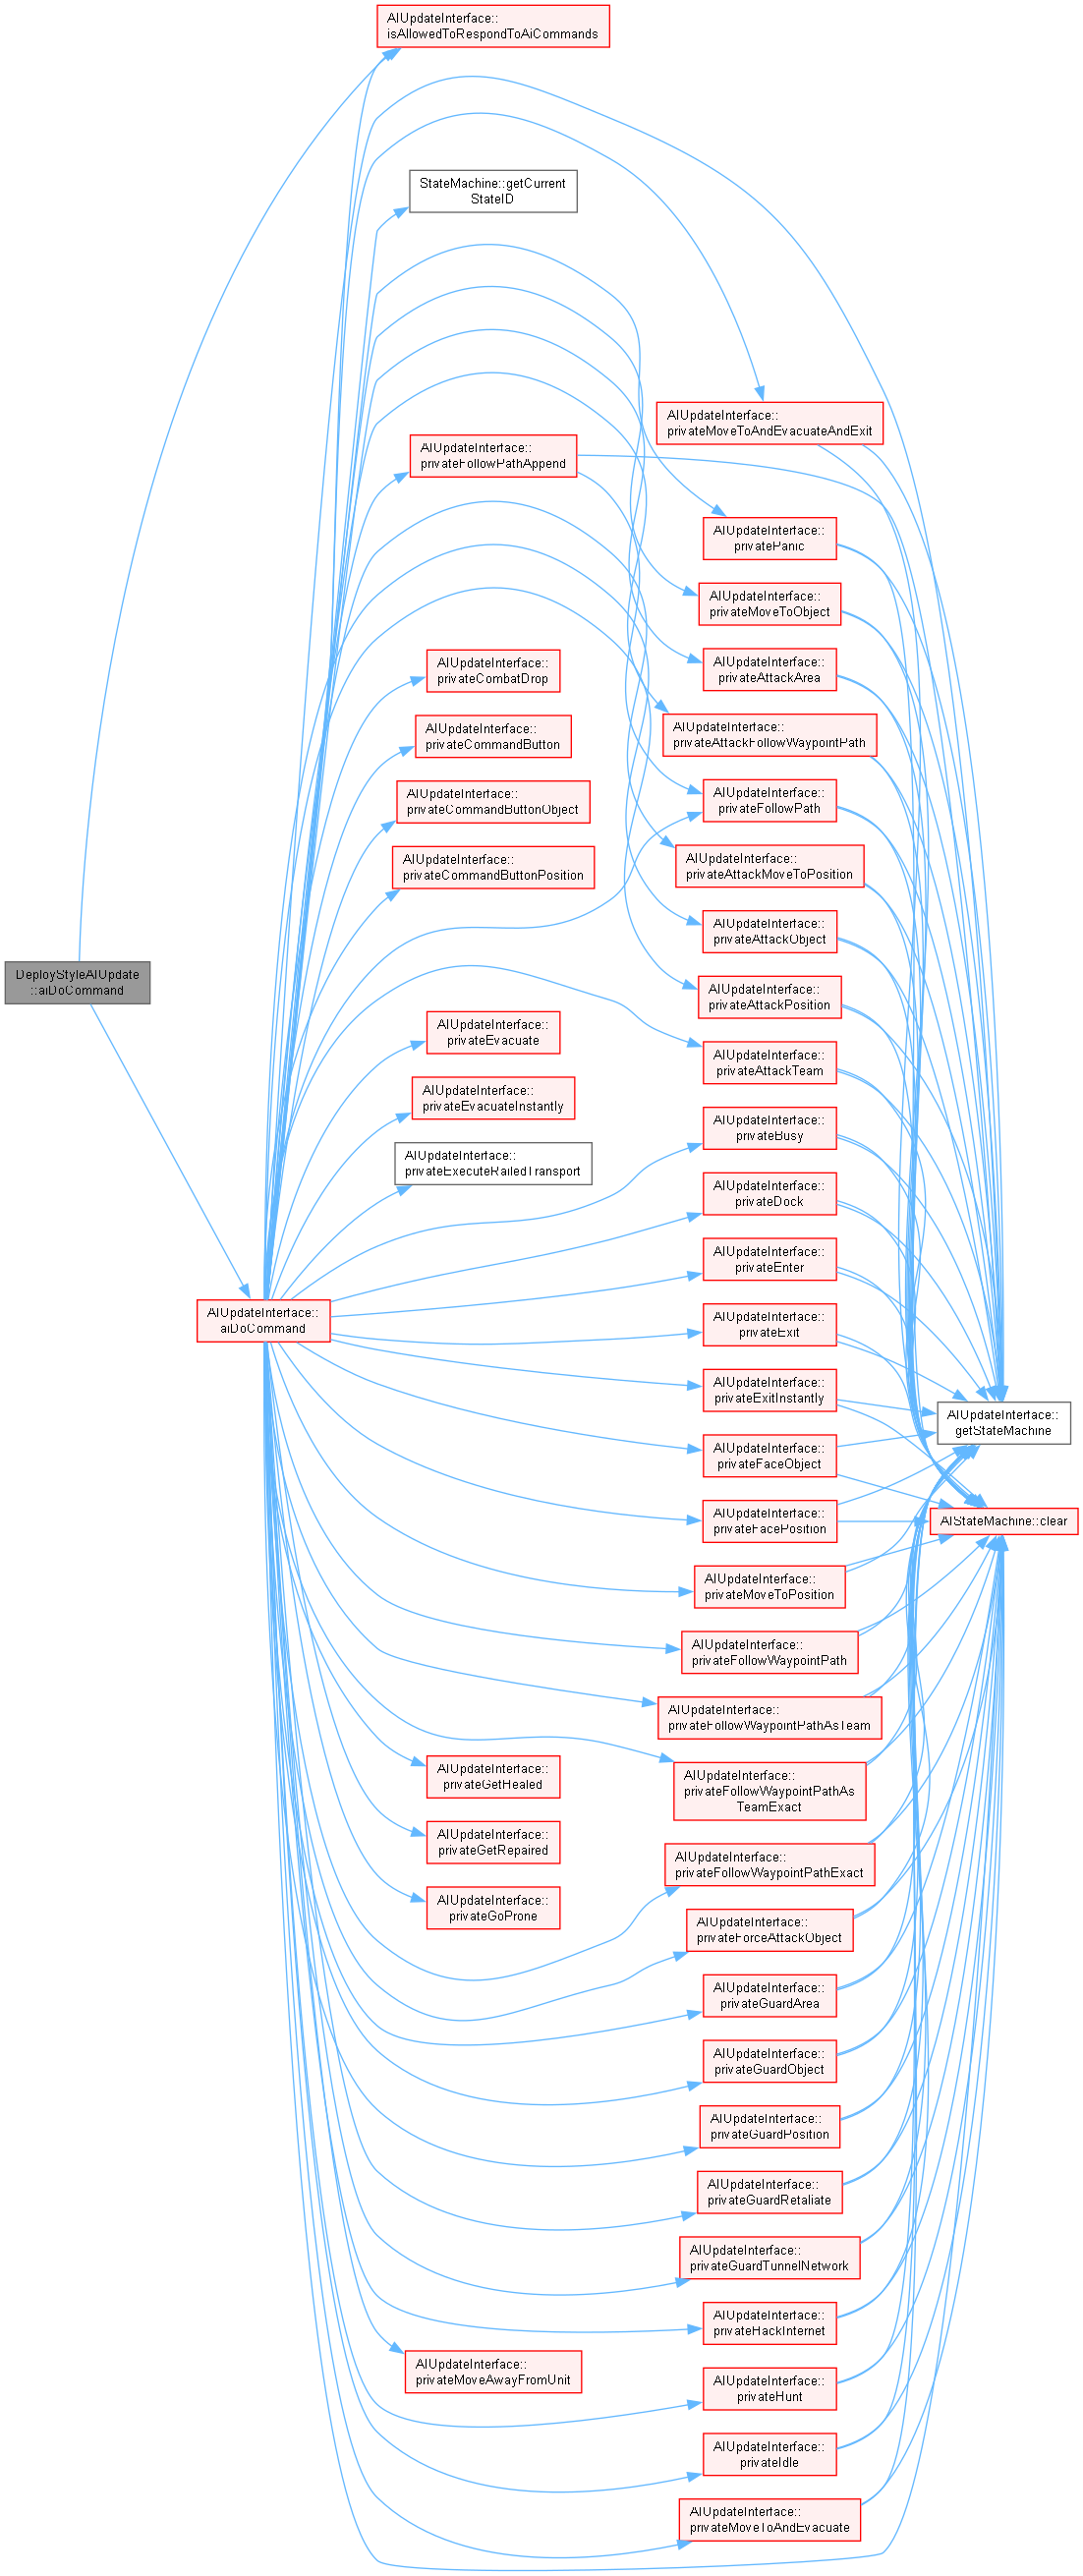 AIUpdateInterface::
isAllowedToRespondToAiCommands
StateMachine::getCurrent
StateID
AIUpdateInterface::
privateMoveToAndEvacuateAndExit
AIUpdateInterface::
privateFollowPathAppend
AIUpdateInterface::
privatePanic
AIUpdateInterface::
privateMoveToObject
AIUpdateInterface::
privateAttackArea
AIUpdateInterface::
privateCombatDrop
AIUpdateInterface::
privateAttackFollowWaypointPath
AIUpdateInterface::
privateCommandButton
AIUpdateInterface::
privateFollowPath
AIUpdateInterface::
privateCommandButtonObject
AIUpdateInterface::
privateAttackMoveToPosition
AIUpdateInterface::
privateCommandButtonPosition
AIUpdateInterface::
privateAttackObject
DeployStyleAIUpdate
::aiDoCommand
AIUpdateInterface::
privateAttackPosition
AIUpdateInterface::
privateEvacuate
AIUpdateInterface::
privateAttackTeam
AIUpdateInterface::
privateEvacuateInstantly
AIUpdateInterface::
privateBusy
AIUpdateInterface::
privateExecuteRailedTransport
AIUpdateInterface::
privateDock
AIUpdateInterface::
privateEnter
AIUpdateInterface::
aiDoCommand
AIUpdateInterface::
privateExit
AIUpdateInterface::
privateExitInstantly
AIUpdateInterface::
getStateMachine
AIUpdateInterface::
privateFaceObject
AIUpdateInterface::
privateFacePosition
AIStateMachine::clear
AIUpdateInterface::
privateMoveToPosition
AIUpdateInterface::
privateFollowWaypointPath
AIUpdateInterface::
privateFollowWaypointPathAsTeam
AIUpdateInterface::
privateGetHealed
AIUpdateInterface::
privateFollowWaypointPathAs
TeamExact
AIUpdateInterface::
privateGetRepaired
AIUpdateInterface::
privateFollowWaypointPathExact
AIUpdateInterface::
privateGoProne
AIUpdateInterface::
privateForceAttackObject
AIUpdateInterface::
privateGuardArea
AIUpdateInterface::
privateGuardObject
AIUpdateInterface::
privateGuardPosition
AIUpdateInterface::
privateGuardRetaliate
AIUpdateInterface::
privateGuardTunnelNetwork
AIUpdateInterface::
privateHackInternet
AIUpdateInterface::
privateMoveAwayFromUnit
AIUpdateInterface::
privateHunt
AIUpdateInterface::
privateIdle
AIUpdateInterface::
privateMoveToAndEvacuate